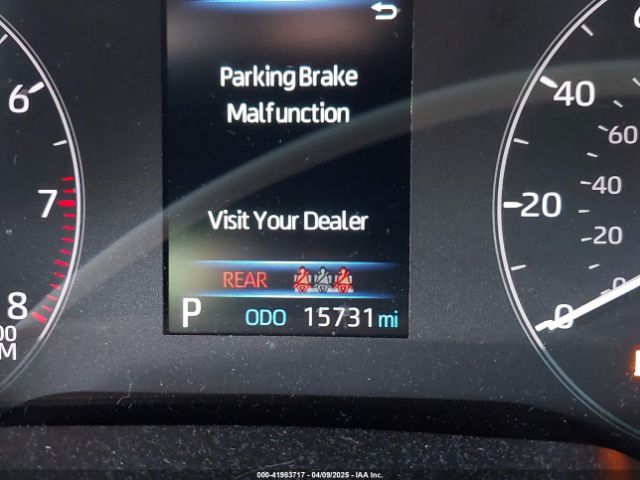 Parking Brake
Malfunction
Visit Your Dealer
REAR
P ODO 15731 mi
6
7
8
40
20
0
60
40
20
0
000-41983717 - 04/09/2025 - IAA Inc.